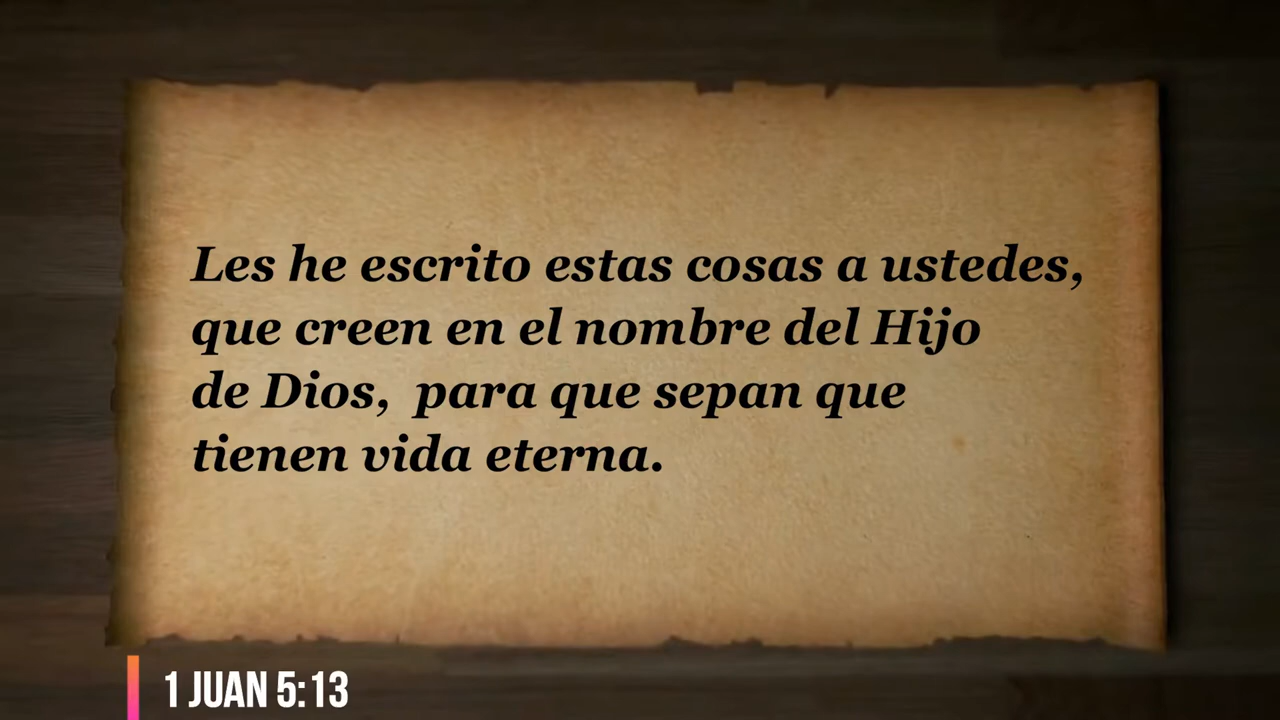 Les he escrito estas cosas a ustedes,
que creen en el nombre del Hijo
de Dios,  para que sepan que
tienen vida eterna.
1 JUAN 5:13